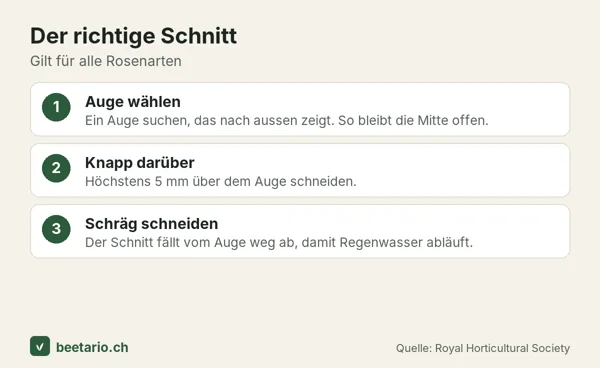 Der richtige Schnitt
Gilt für alle Rosenarten
1
Auge wählen
Ein Auge suchen, das nach aussen zeigt. So bleibt die Mitte offen.
2
Knapp darüber
Höchstens 5 mm über dem Auge schneiden.
3
Schräg schneiden
Der Schnitt fällt vom Auge weg ab, damit Regenwasser abläuft.
beetario.ch
Quelle: Royal Horticultural Society